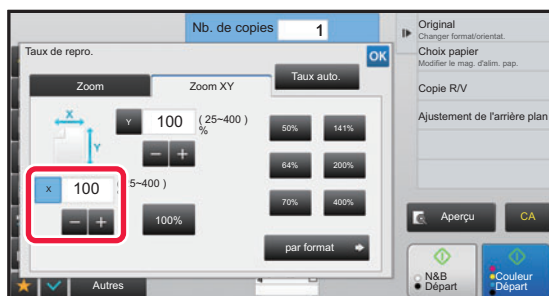 Nb. de copies 1
Taux de repro.
OK
Zoom
Zoom XY
Taux auto.
X
Y
Y 100 ( 25~400 )
%
50% 141%
64% 200%
70% 400%
X 100 5~400 )
100%
par format
Autres
Original
Changer format/orientat.
Choix papier
Modifier le mag. d'alim. pap.
Copie R/V
Ajustement de l'arrière plan
Aperçu
CA
N&B
Départ
Couleur
Départ